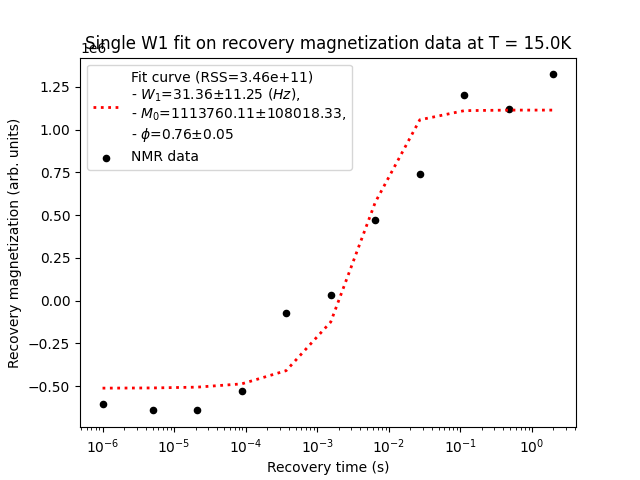 Single W1 fit on recovery magnetization data at T = 15.0K
1e6
Fit curve (RSS=3.46e+11)
- W₁=31.36±11.25 (Hz),
- M₀=1113760.11±108018.33,
- ϕ=0.76±0.05
NMR data
Recovery magnetization (arb. units)
1.25
1.00
0.75
0.50
0.25
0.00
−0.25
−0.50
10⁻⁶ 10⁻⁵ 10⁻⁴ 10⁻³ 10⁻² 10⁻¹ 10⁰
Recovery time (s)